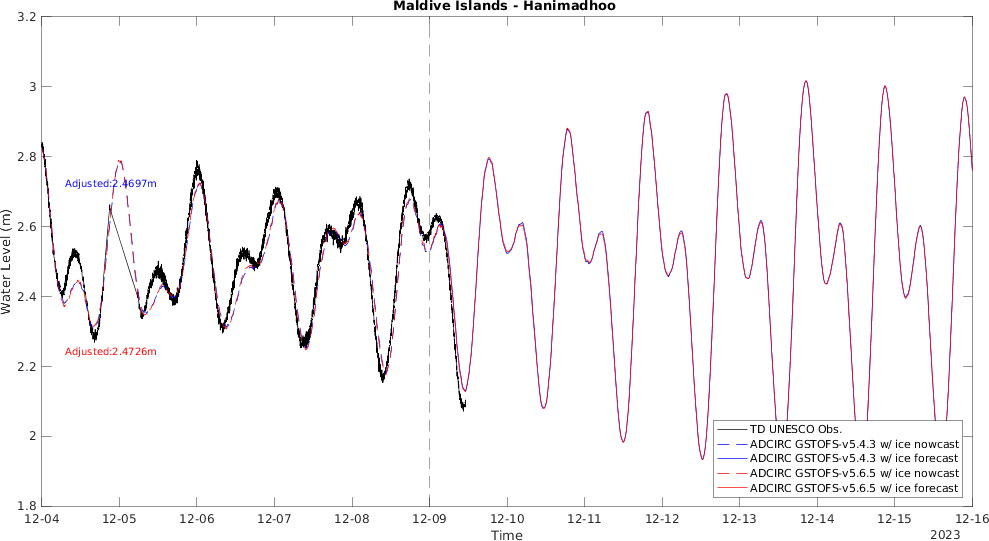 Maldive Islands - Hanimadhoo
3.2
3
2.8
2.6
2.4
2.2
2
1.8
Water Level (m)
Adjusted:2.4697m
Adjusted:2.4726m
TD UNESCO Obs.
ADCIRC GSTOFS-v5.4.3 w/ ice nowcast
ADCIRC GSTOFS-v5.4.3 w/ ice forecast
ADCIRC GSTOFS-v5.6.5 w/ ice nowcast
ADCIRC GSTOFS-v5.6.5 w/ ice forecast
12-04 12-05 12-06 12-07 12-08 12-09 12-10 12-11 12-12 12-13 12-14 12-15 12-16
Time
2023